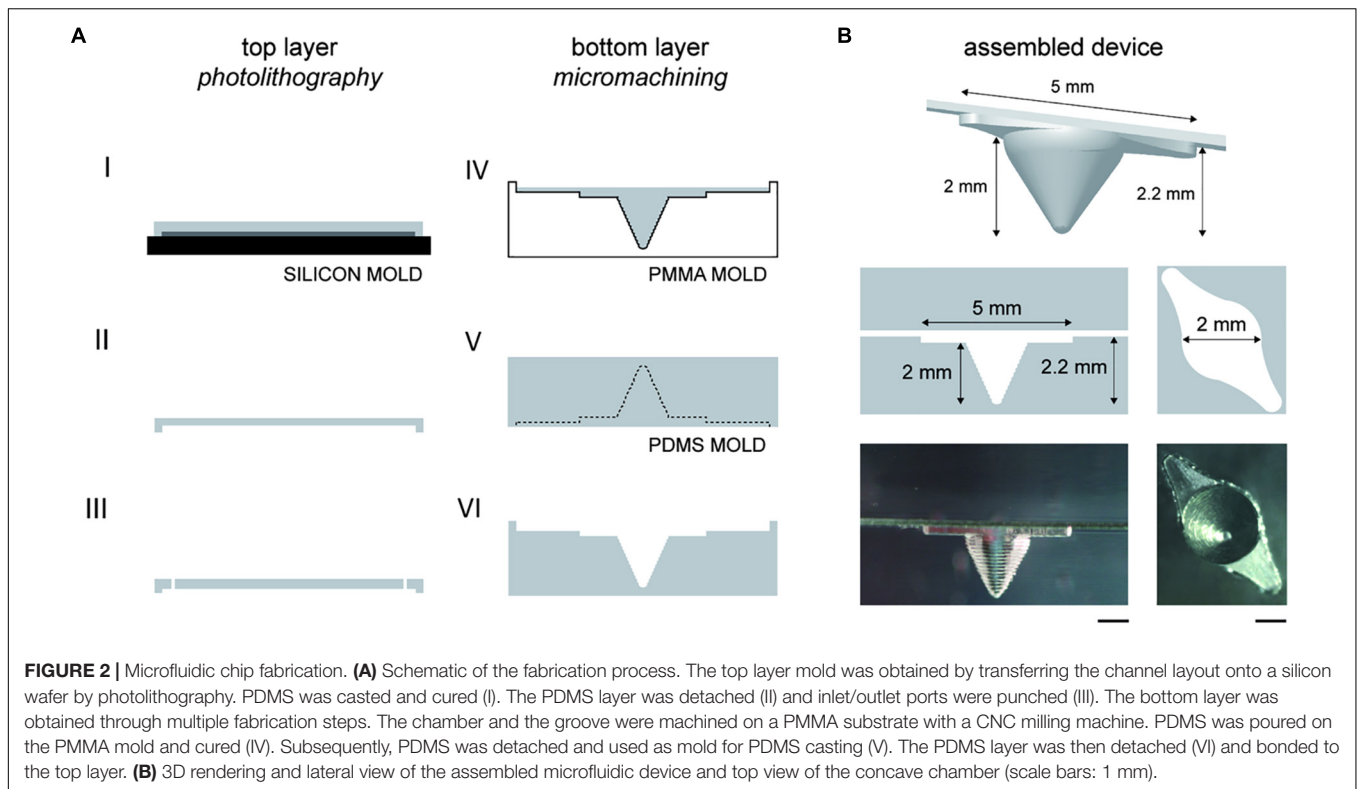 A
top layer
photolithography
bottom layer
micromachining
I
SILICON MOLD
II
III
IV
PMMA MOLD
V
PDMS MOLD
VI
B
assembled device
5 mm
2 mm
2.2 mm
5 mm
2 mm
2.2 mm
2 mm
FIGURE 2 | Microfluidic chip fabrication. (A) Schematic of the fabrication process. The top layer mold was obtained by transferring the channel layout onto a silicon
wafer by photolithography. PDMS was casted and cured (I). The PDMS layer was detached (II) and inlet/outlet ports were punched (III). The bottom layer was
obtained through multiple fabrication steps. The chamber and the groove were machined on a PMMA substrate with a CNC milling machine. PDMS was poured on
the PMMA mold and cured (IV). Subsequently, PDMS was detached and used as mold for PDMS casting (V). The PDMS layer was then detached (VI) and bonded to
the top layer. (B) 3D rendering and lateral view of the assembled microfluidic device and top view of the concave chamber (scale bars: 1 mm).